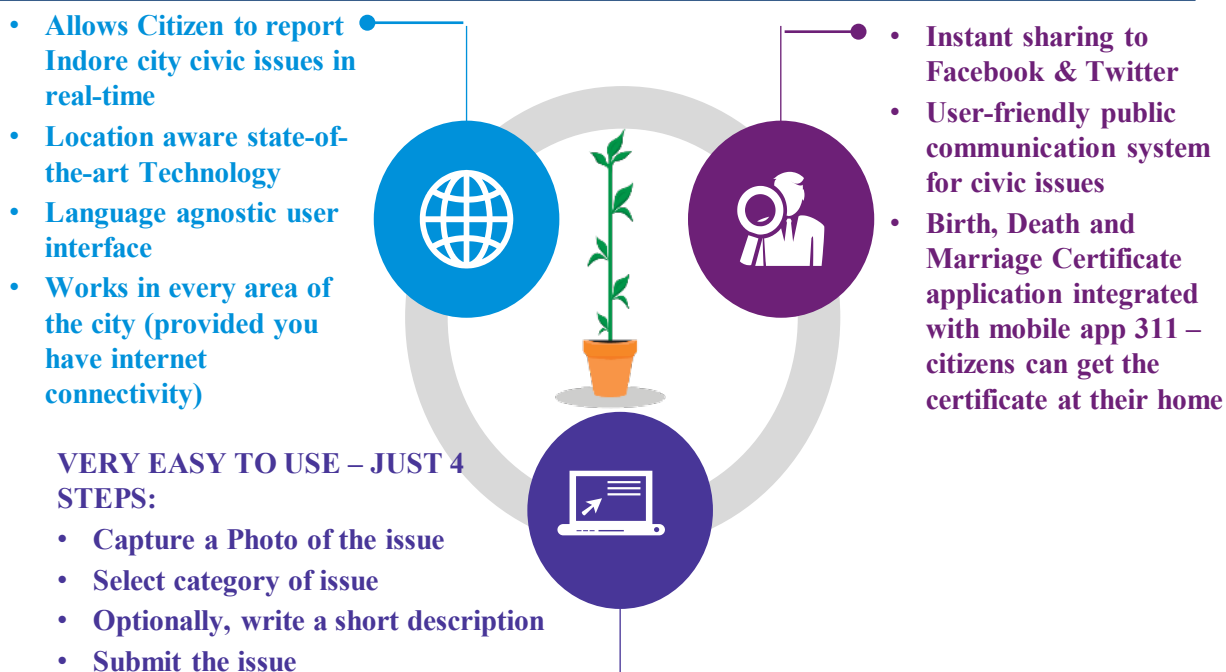 • Allows Citizen to report
Indore city civic issues in
real-time
• Location aware state-of-
the-art Technology
• Language agnostic user
interface
• Works in every area of
the city (provided you
have internet
connectivity)
• Instant sharing to
Facebook & Twitter
• User-friendly public
communication system
for civic issues
• Birth, Death and
Marriage Certificate
application integrated
with mobile app 311 –
citizens can get the
certificate at their home
VERY EASY TO USE – JUST 4
STEPS:
• Capture a Photo of the issue
• Select category of issue
• Optionally, write a short description
• Submit the issue